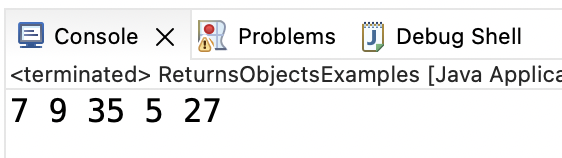 Console Problems Debug Shell
<terminated> ReturnsObjectsExamples [Java Applica
7 9 35 5 27